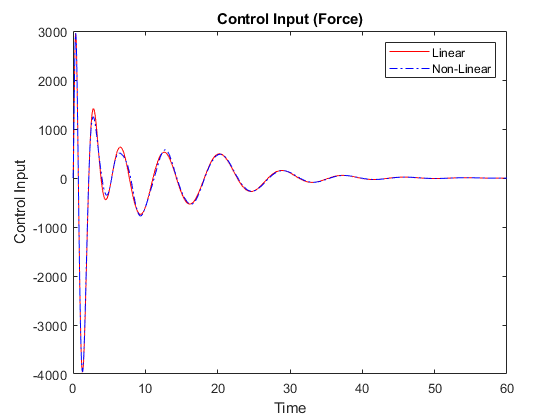 Control Input (Force)
Linear
Non-Linear
3000
2000
1000
0
-1000
-2000
-3000
-4000
Control Input
0 10 20 30 40 50 60
Time